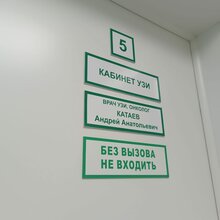 5
КАБИНЕТ УЗИ
ВРАЧ УЗИ, ОНКОЛОГ
КАТАЕВ
Андрей Анатольевич
БЕЗ ВЫЗОВА
НЕ ВХОДИТЬ